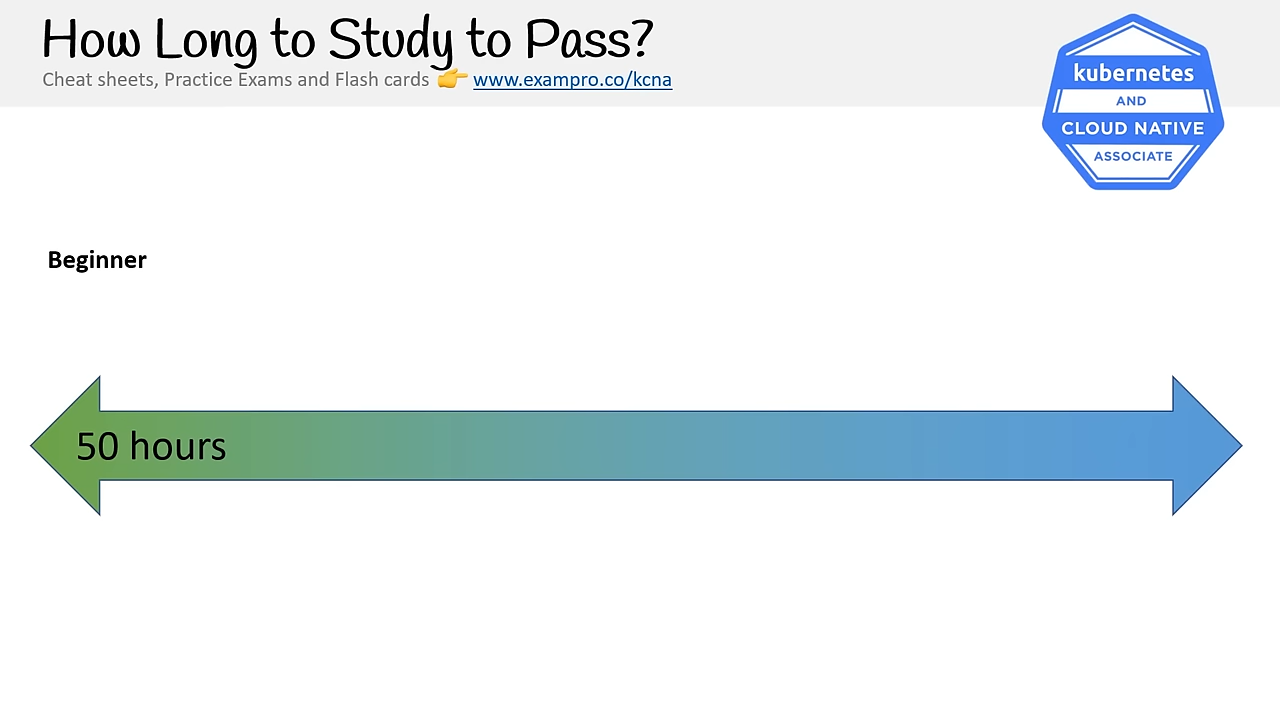 How Long to Study to Pass?
Cheat sheets, Practice Exams and Flash cards 👉 www.exampro.co/kcna
kubernetes
AND
CLOUD NATIVE
ASSOCIATE
Beginner
50 hours